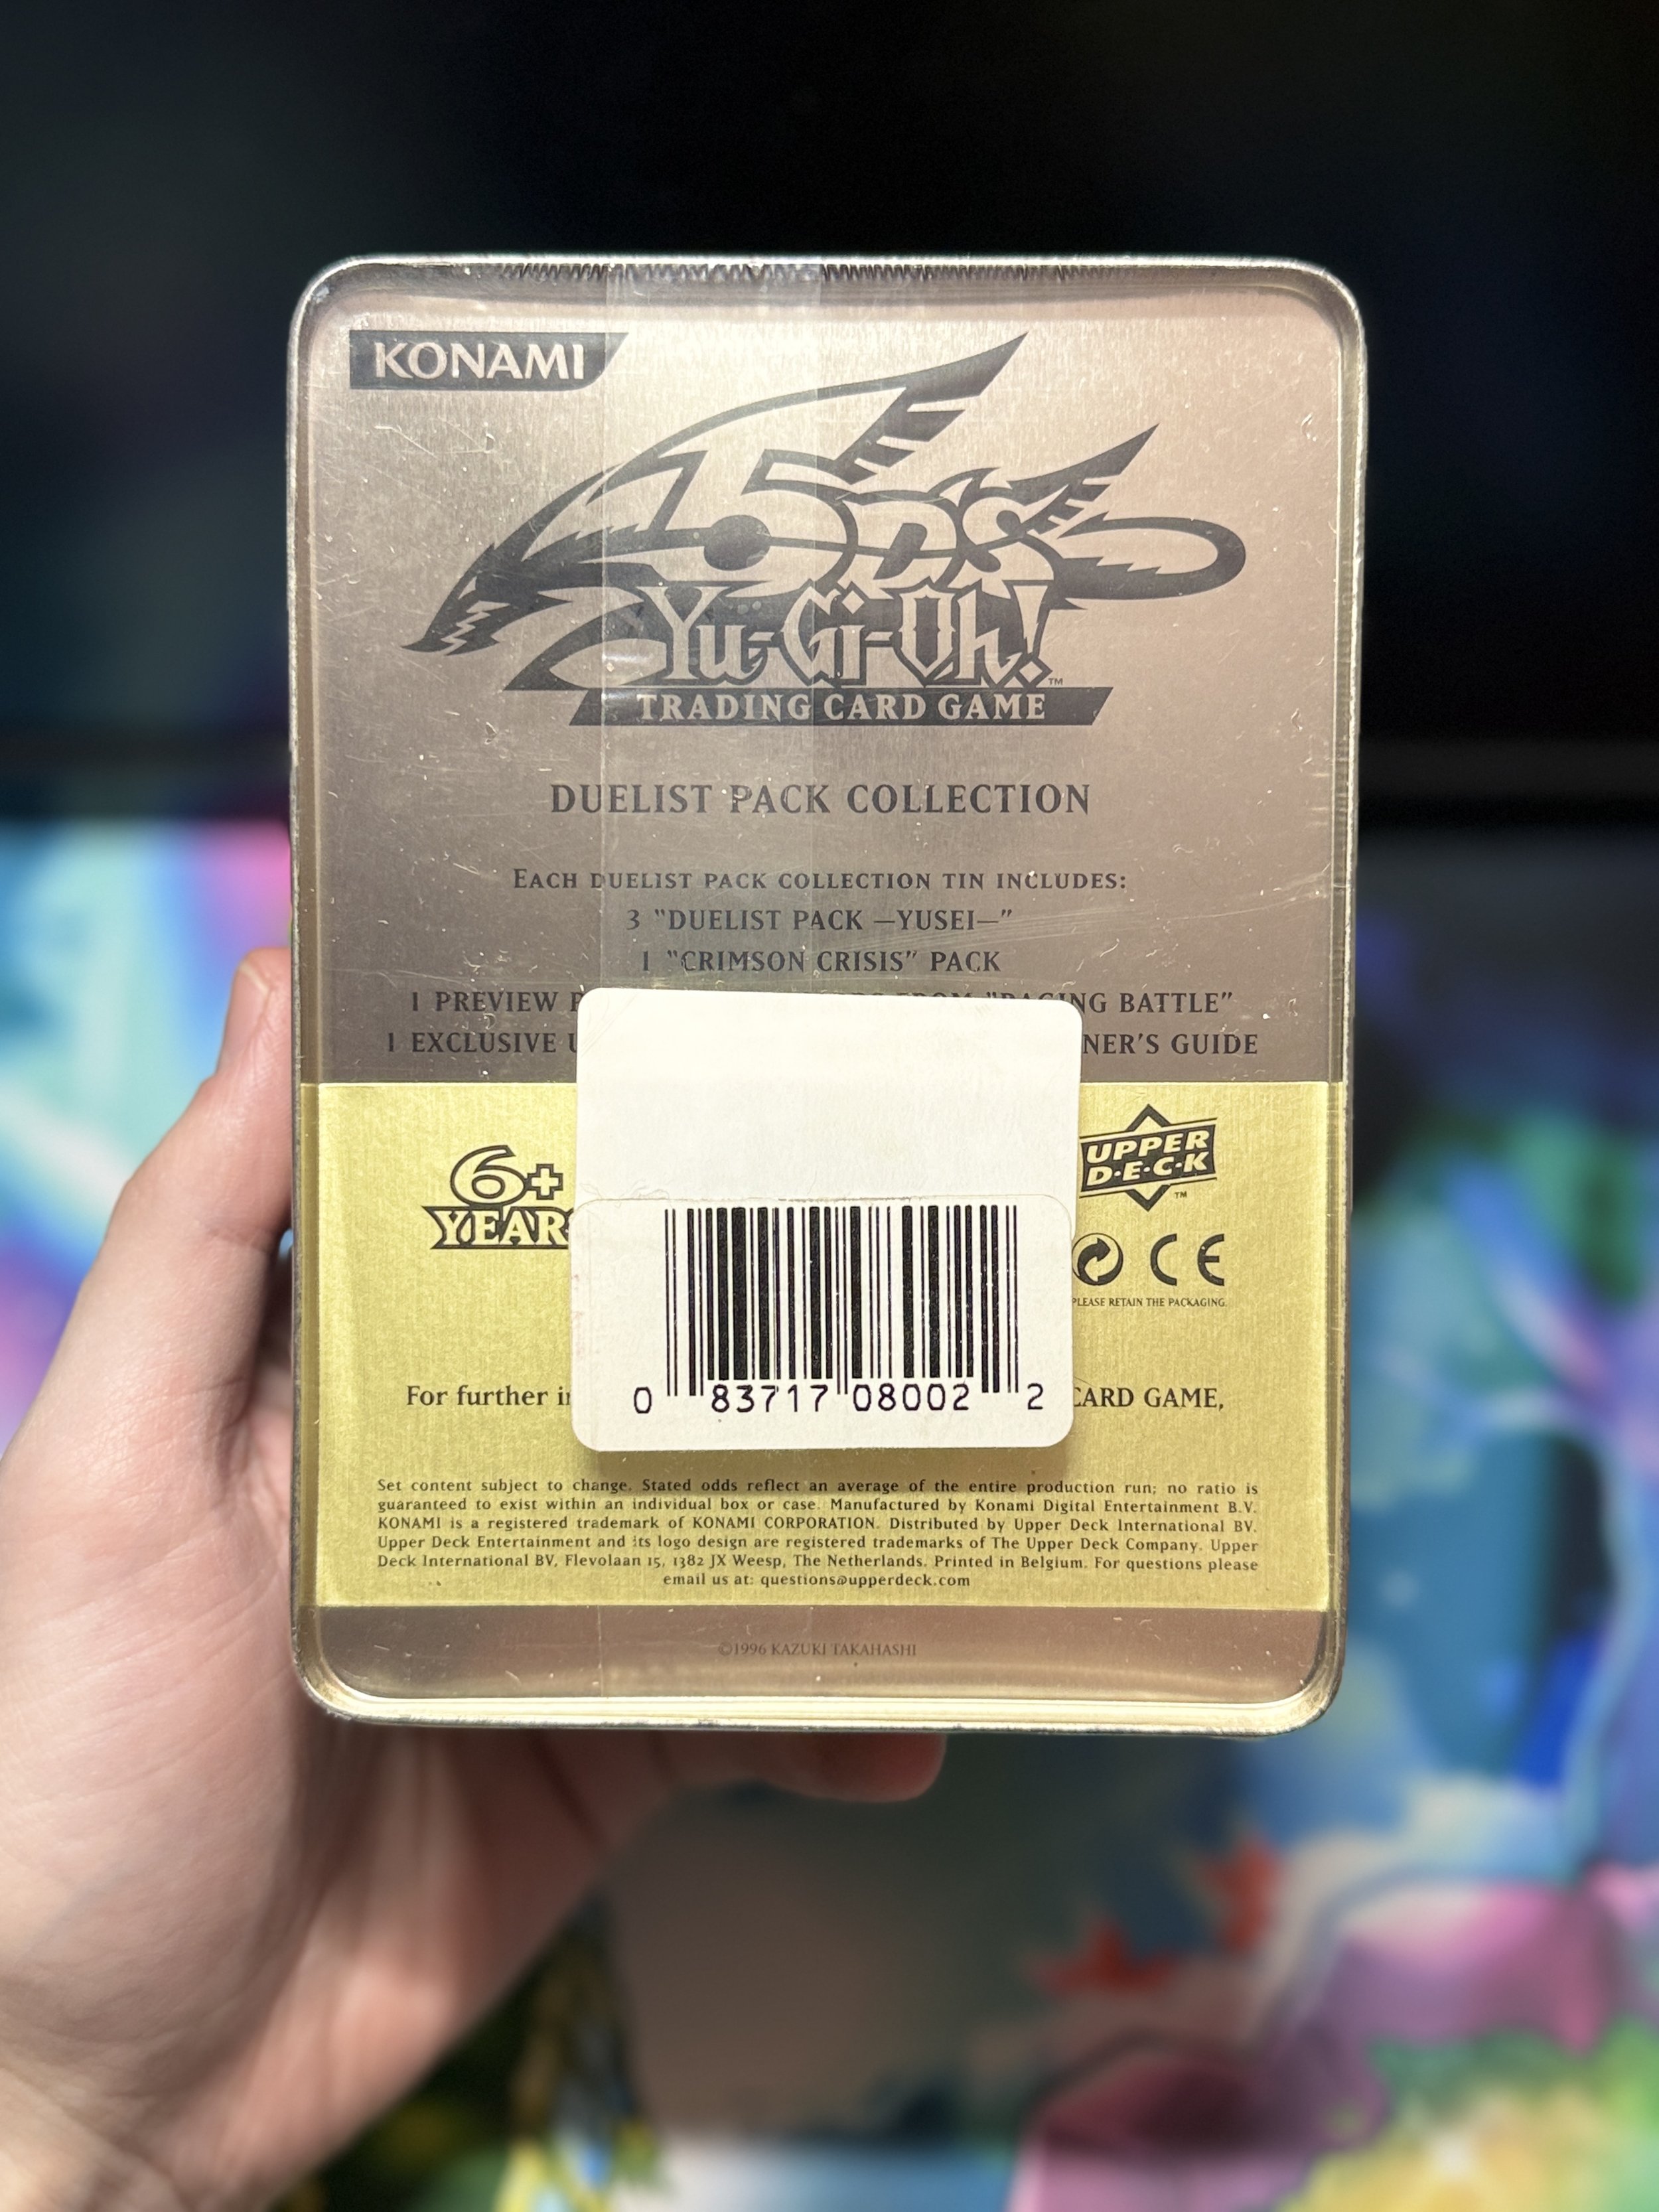 KONAMI
5DS
Yu-Gi-Oh!™
TRADING CARD GAME
DUELIST PACK COLLECTION
EACH DUELIST PACK COLLECTION TIN INCLUDES:
3 "DUELIST PACK —YUSEI—"
1 "CRIMSON CRISIS" PACK
1 PREVIEW FROM "RAGING BATTLE"
1 EXCLUSIVE GUIDE
6+
YEARS
UPPER
D·E·C·K™
CE
PLEASE RETAIN THE PACKAGING.
For further CARD GAME,
0 83717 08002 2
Set content subject to change. Stated odds reflect an average of the entire production run; no ratio is
guaranteed to exist within an individual box or case. Manufactured by Konami Digital Entertainment B.V.
KONAMI is a registered trademark of KONAMI CORPORATION. Distributed by Upper Deck International BV.
Upper Deck Entertainment and its logo design are registered trademarks of The Upper Deck Company. Upper
Deck International BV, Flevolaan 15, 1382 JX Weesp, The Netherlands. Printed in Belgium. For questions please
email us at: questions@upperdeck.com
©1996 KAZUKI TAKAHASHI